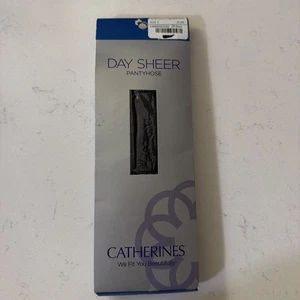 DAY SHEER
PANTYHOSE
CATHERINES
We Fit You Beautifully